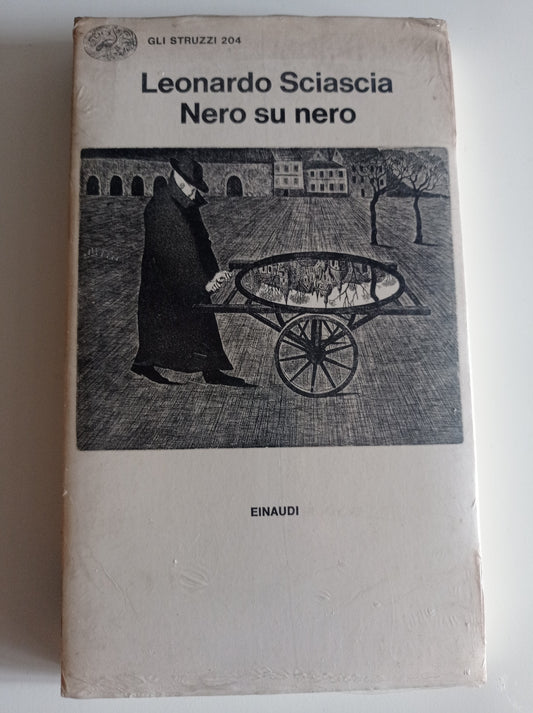 GLI STRUZZI 204
Leonardo Sciascia
Nero su nero
EINAUDI